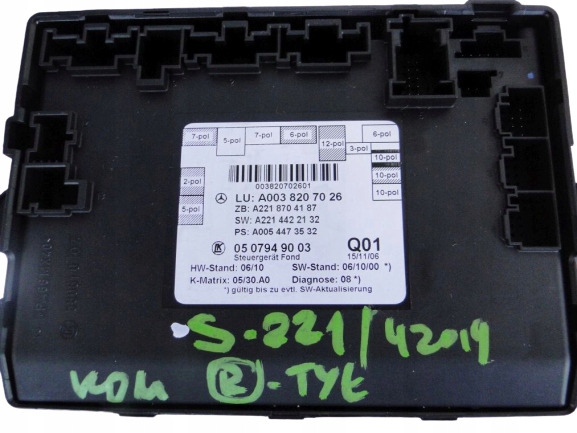 7-pol 5-pol 7-pol 6-pol 12-pol 3-pol 6-pol
10-pol
10-pol
10-pol
2-pol
5-pol
003820702601
LU: A003 820 70 26
ZB: A221 870 41 87
SW: A221 442 21 32
PS: A005 447 35 32
05 0794 90 03 Q01
Steuergerät Fond 15/11/06
HW-Stand: 06/10 SW-Stand: 06/10/00 *)
K-Matrix: 05/30.A0 Diagnose: 08 *)
*) gültig bis zu evtl. SW-Aktualisierung
S-221/42019
KOM (R)-TYŁ